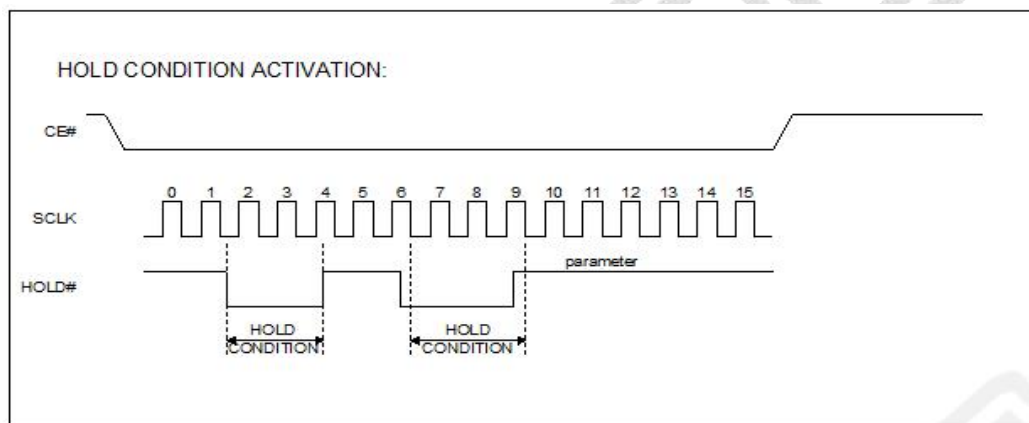 HOLD CONDITION ACTIVATION:
CE#
0 1 2 3 4 5 6 7 8 9 10 11 12 13 14 15
SCLK
parameter
HOLD#
HOLD CONDITION
HOLD CONDITION